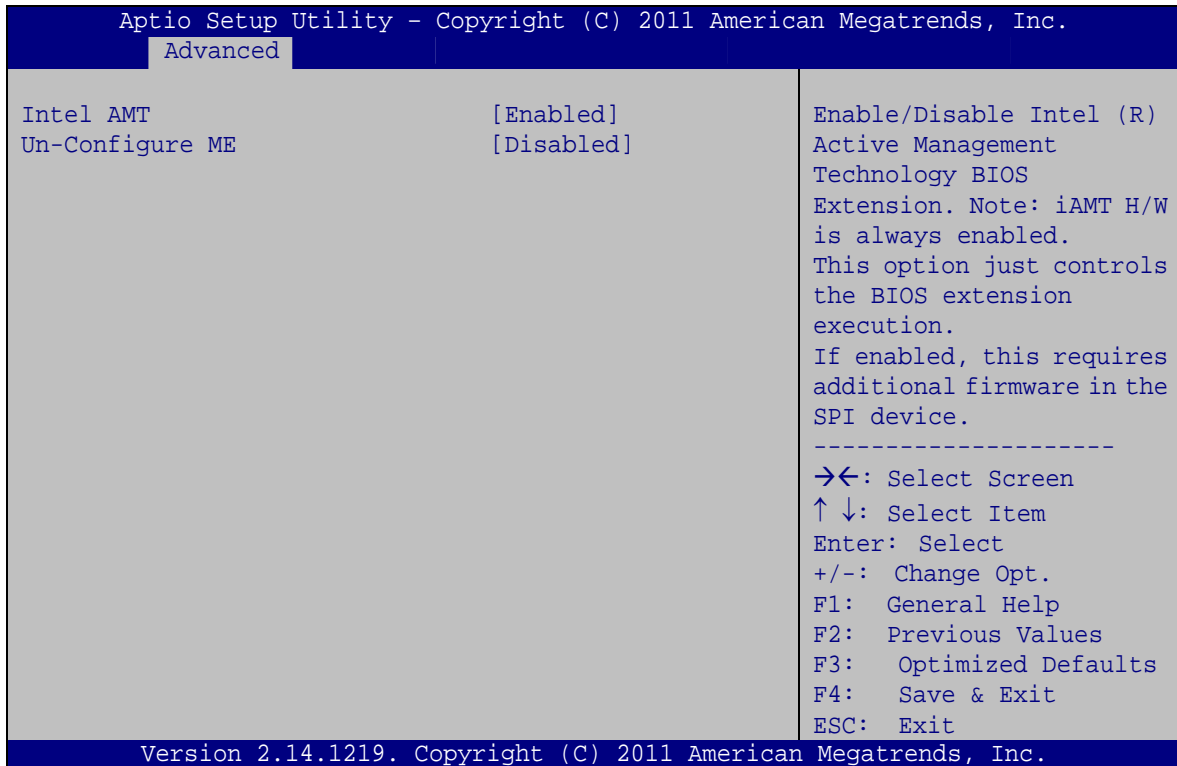 Aptio Setup Utility – Copyright (C) 2011 American Megatrends, Inc.
Advanced
Intel AMT [Enabled]
Un-Configure ME [Disabled]
Enable/Disable Intel (R)
Active Management
Technology BIOS
Extension. Note: iAMT H/W
is always enabled.
This option just controls
the BIOS extension
execution.
If enabled, this requires
additional firmware in the
SPI device.
---------------------
→←: Select Screen
↑ ↓: Select Item
Enter: Select
+/-: Change Opt.
F1: General Help
F2: Previous Values
F3: Optimized Defaults
F4: Save & Exit
ESC: Exit
Version 2.14.1219. Copyright (C) 2011 American Megatrends, Inc.